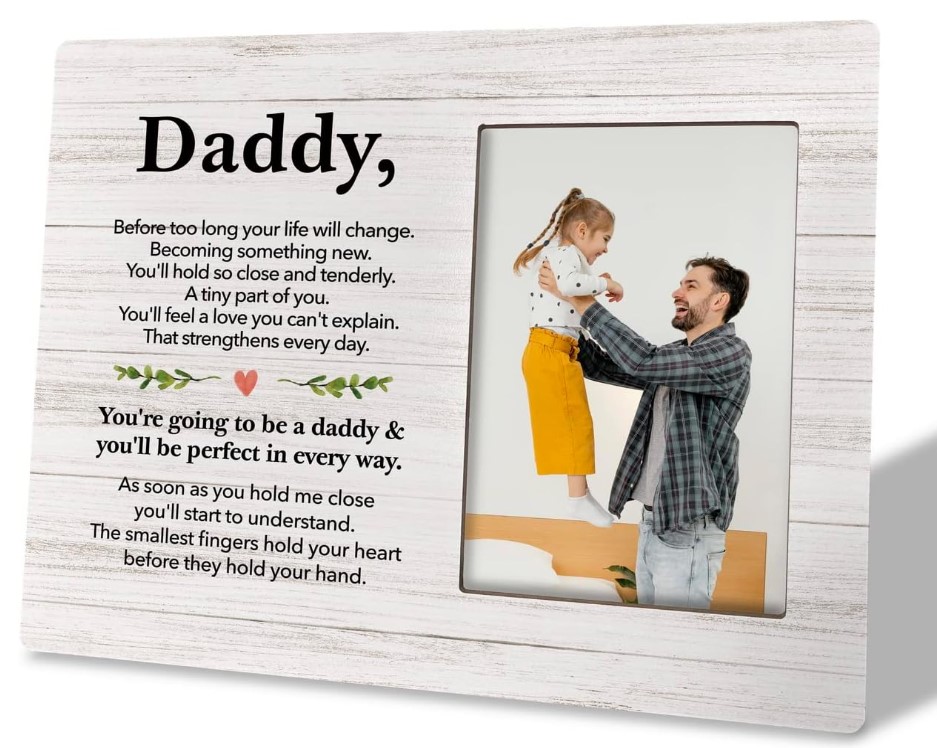 Daddy,
Before too long your life will change.
Becoming something new.
You'll hold so close and tenderly.
A tiny part of you.
You'll feel a love you can't explain.
That strengthens every day.
You're going to be a daddy &
you'll be perfect in every way.
As soon as you hold me close
you'll start to understand.
The smallest fingers hold your heart
before they hold your hand.